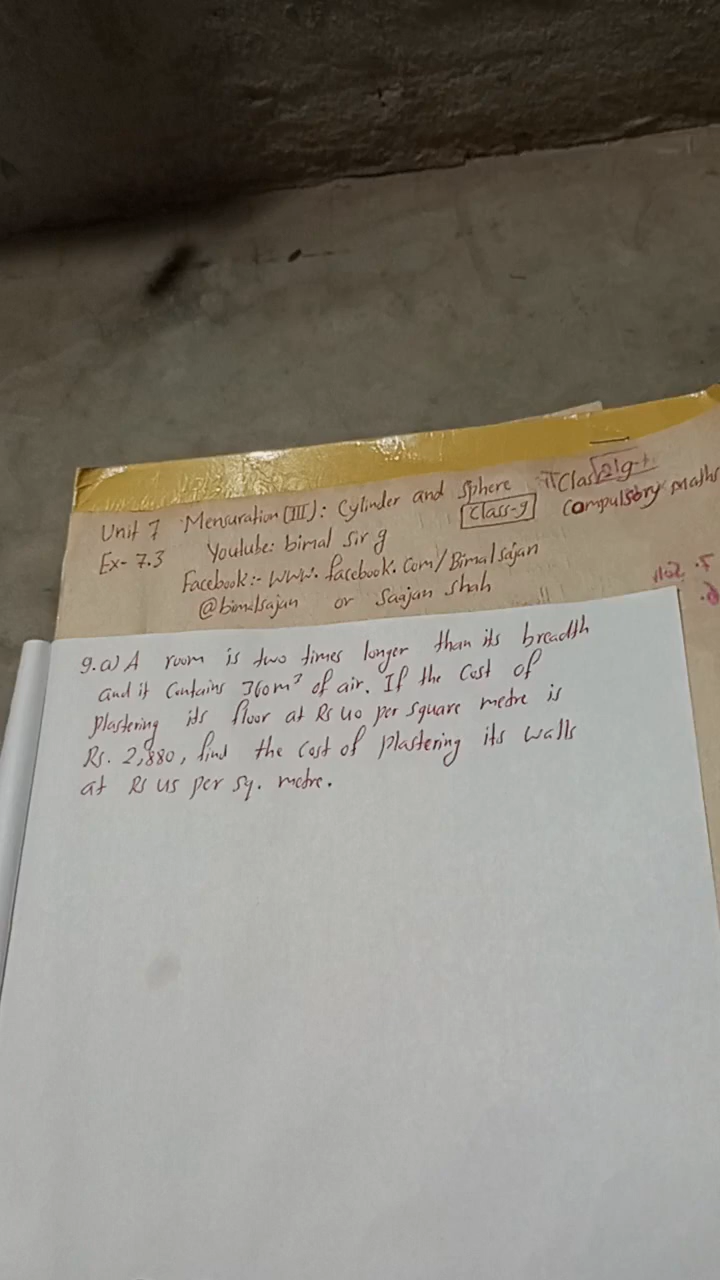 Unit 7 Mensuration (III): Cylinder and Sphere
Ex- 7.3 Youtube: bimal sir g Class-9 Compulsory maths
Facebook:- www. facebook. Com/Bimal sajan
@bimalsajan or Saajan Shah
9.a) A room is two times longer than its breadth
and it Contains 360m³ of air. If the Cost of
Plastering its floor at Rs 40 per square metre is
Rs. 2,880, find the Cost of Plastering its walls
at Rs 45 per sq. metre.